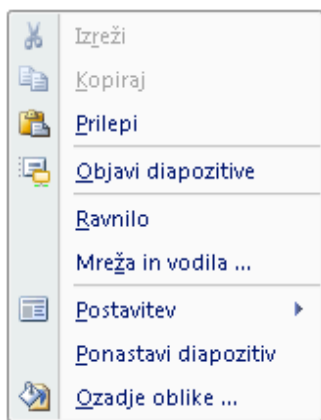 Izreži
Kopiraj
Prilepi
Objavi diapozitive
Ravnilo
Mreža in vodila ...
Postavitev
Ponastavi diapozitiv
Ozadje oblike ...